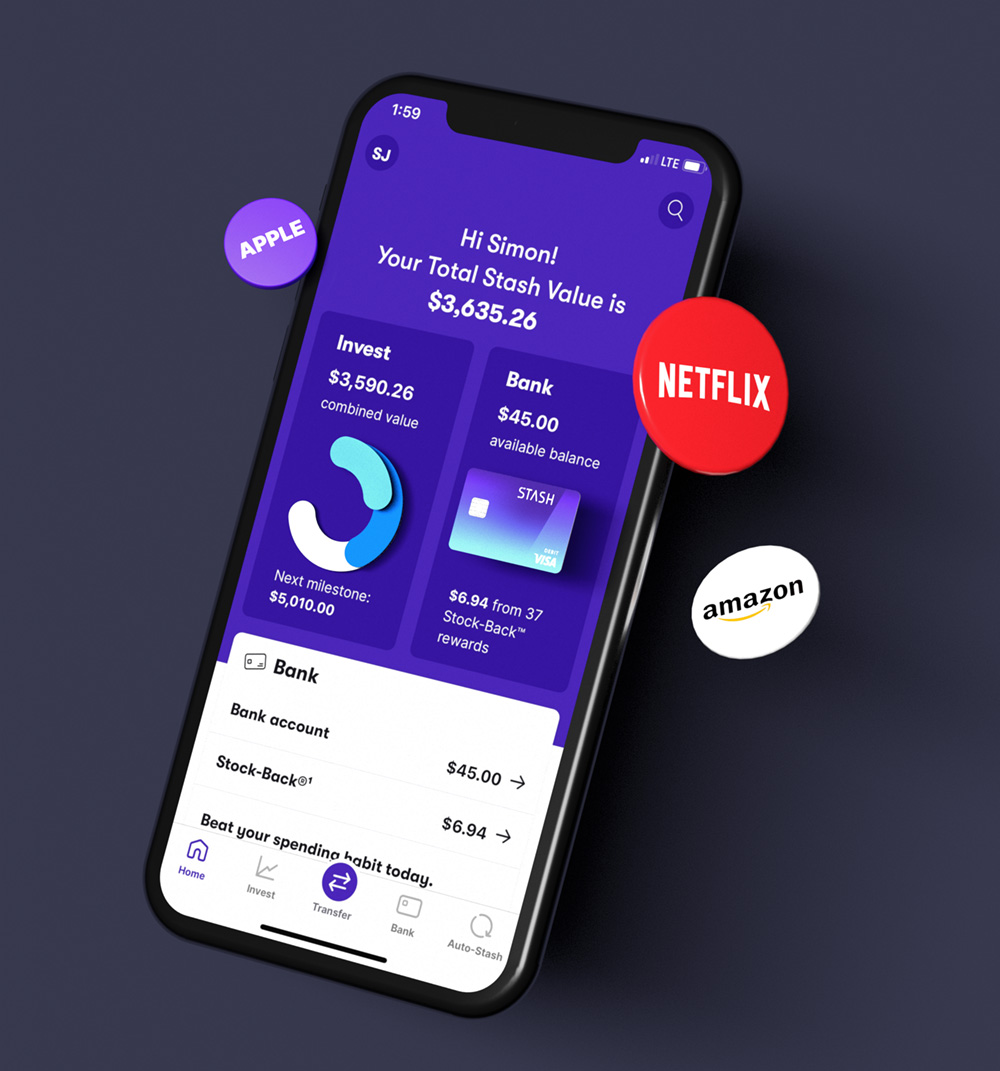 1:59
LTE
SJ
APPLE
Hi Simon!
Your Total Stash Value is
$3,635.26
Invest
$3,590.26
combined value
Next milestone:
$5,010.00
Bank
$45.00
available balance
STASH
DEBIT
VISA
$6.94 from 37
Stock-Back™
rewards
NETFLIX
amazon
Bank
Bank account
$45.00 →
Stock-Back®¹
$6.94 →
Beat your spending habit today.
Home
Invest
Transfer
Bank
Auto-Stash